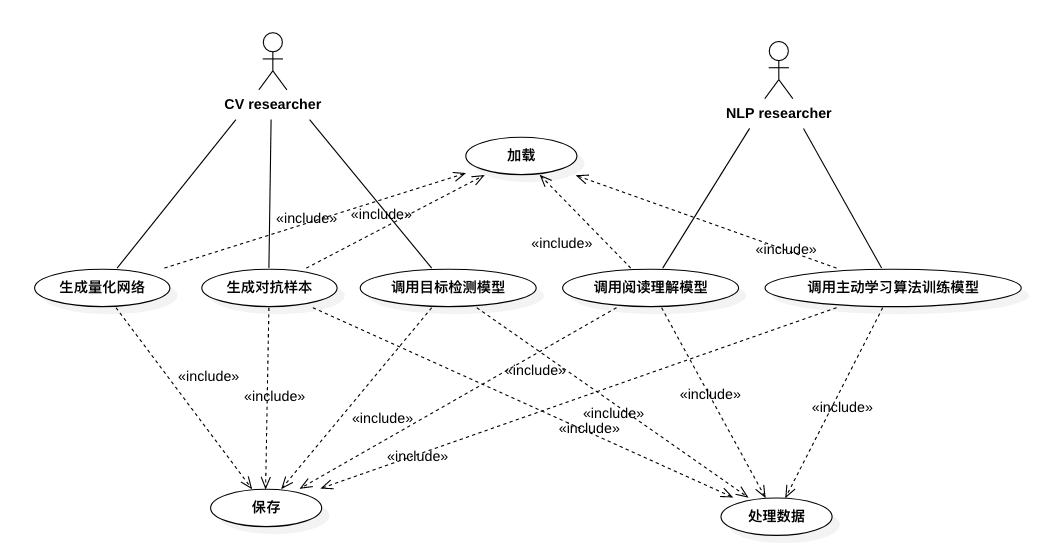 CV researcher
NLP researcher
加载
«include»
«include»
«include»
«include»
生成量化网络
生成对抗样本
调用目标检测模型
调用阅读理解模型
调用主动学习算法训练模型
«include»
«include»
«include»
«include»
«include»
«include»
«include»
«include»
«include»
保存
处理数据